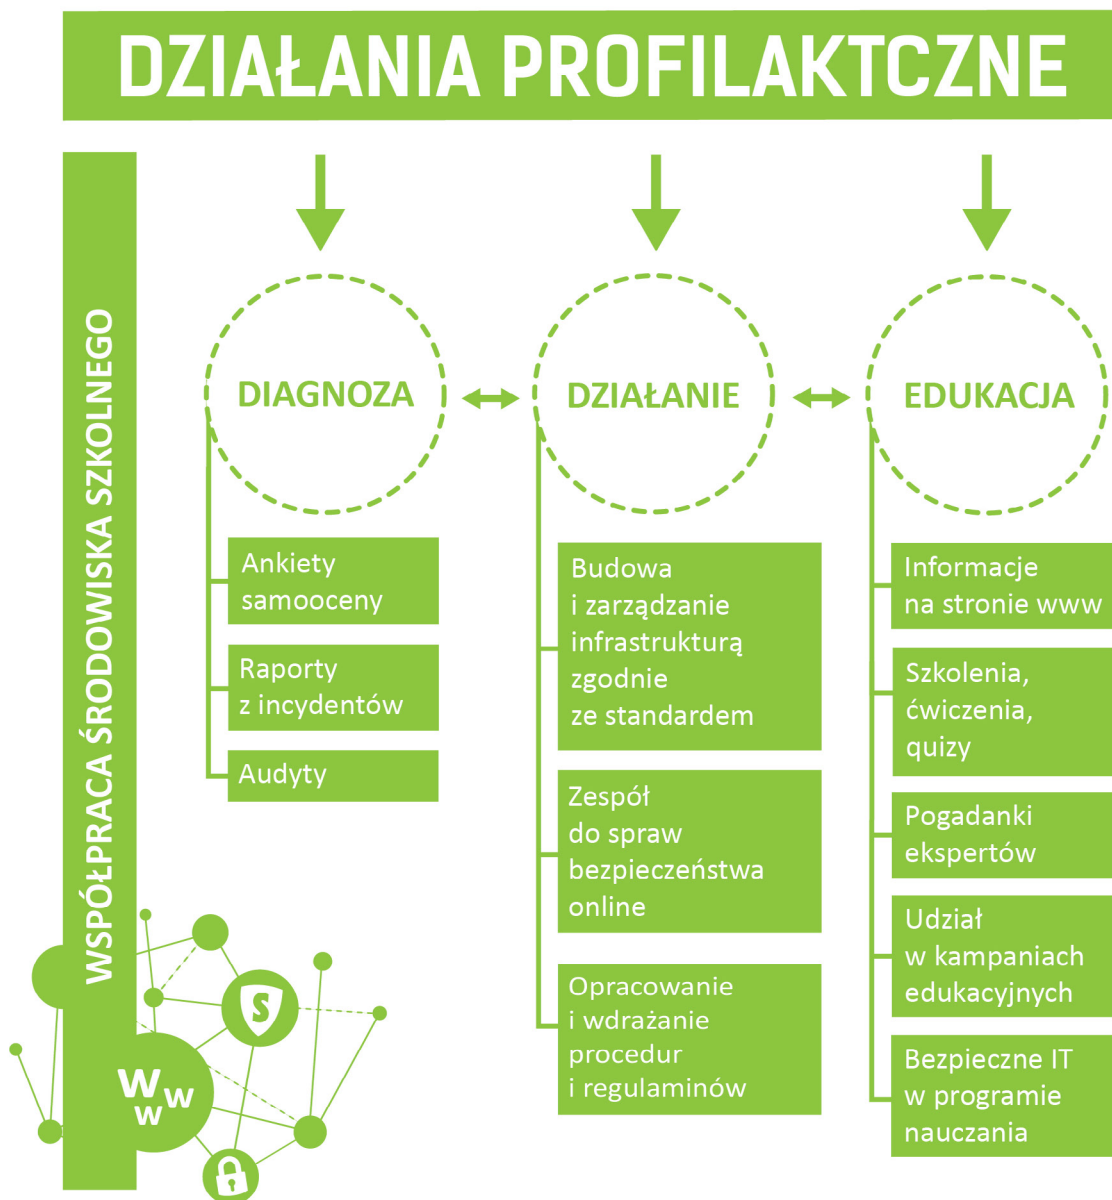 DZIAŁANIA PROFILAKTCZNE
WSPÓŁPRACA ŚRODOWISKA SZKOLNEGO
DIAGNOZA
Ankiety
samooceny
Raporty
z incydentów
Audyty
DZIAŁANIE
Budowa
i zarządzanie
infrastrukturą
zgodnie
ze standardem
Zespół
do spraw
bezpieczeństwa
online
Opracowanie
i wdrażanie
procedur
i regulaminów
EDUKACJA
Informacje
na stronie www
Szkolenia,
ćwiczenia,
quizy
Pogadanki
ekspertów
Udział
w kampaniach
edukacyjnych
Bezpieczne IT
w programie
nauczania
S
W W W